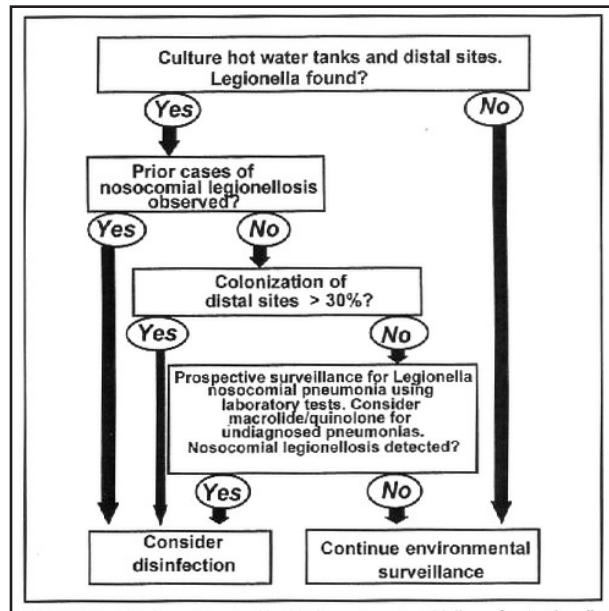 Culture hot water tanks and distal sites.
Legionella found?
Yes
No
Prior cases of
nosocomial legionellosis
observed?
Yes
No
Colonization of
distal sites > 30%?
Yes
No
Prospective surveillance for Legionella
nosocomial pneumonia using
laboratory tests. Consider
macrolide/quinolone for
undiagnosed pneumonias.
Nosocomial legionellosis detected?
Yes
No
Consider
disinfection
Continue environmental
surveillance